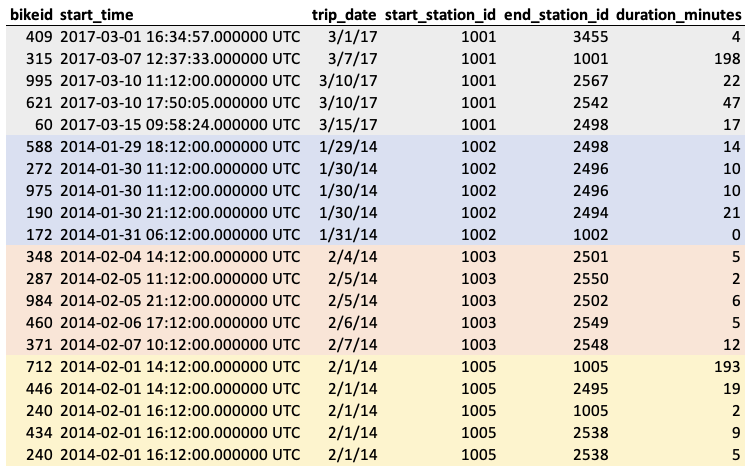 bikeid start_time trip_date start_station_id end_station_id duration_minutes
409 2017-03-01 16:34:57.000000 UTC 3/1/17 1001 3455 4
315 2017-03-07 12:37:33.000000 UTC 3/7/17 1001 1001 198
995 2017-03-10 11:12:00.000000 UTC 3/10/17 1001 2567 22
621 2017-03-10 17:50:05.000000 UTC 3/10/17 1001 2542 47
60 2017-03-15 09:58:24.000000 UTC 3/15/17 1001 2498 17
588 2014-01-29 18:12:00.000000 UTC 1/29/14 1002 2498 14
272 2014-01-30 11:12:00.000000 UTC 1/30/14 1002 2496 10
975 2014-01-30 11:12:00.000000 UTC 1/30/14 1002 2496 10
190 2014-01-30 21:12:00.000000 UTC 1/30/14 1002 2494 21
172 2014-01-31 06:12:00.000000 UTC 1/31/14 1002 1002 0
348 2014-02-04 14:12:00.000000 UTC 2/4/14 1003 2501 5
287 2014-02-05 11:12:00.000000 UTC 2/5/14 1003 2550 2
984 2014-02-05 21:12:00.000000 UTC 2/5/14 1003 2502 6
460 2014-02-06 17:12:00.000000 UTC 2/6/14 1003 2549 5
371 2014-02-07 10:12:00.000000 UTC 2/7/14 1003 2548 12
712 2014-02-01 14:12:00.000000 UTC 2/1/14 1005 1005 193
446 2014-02-01 14:12:00.000000 UTC 2/1/14 1005 2495 19
240 2014-02-01 16:12:00.000000 UTC 2/1/14 1005 1005 2
434 2014-02-01 16:12:00.000000 UTC 2/1/14 1005 2538 9
240 2014-02-01 16:12:00.000000 UTC 2/1/14 1005 2538 5